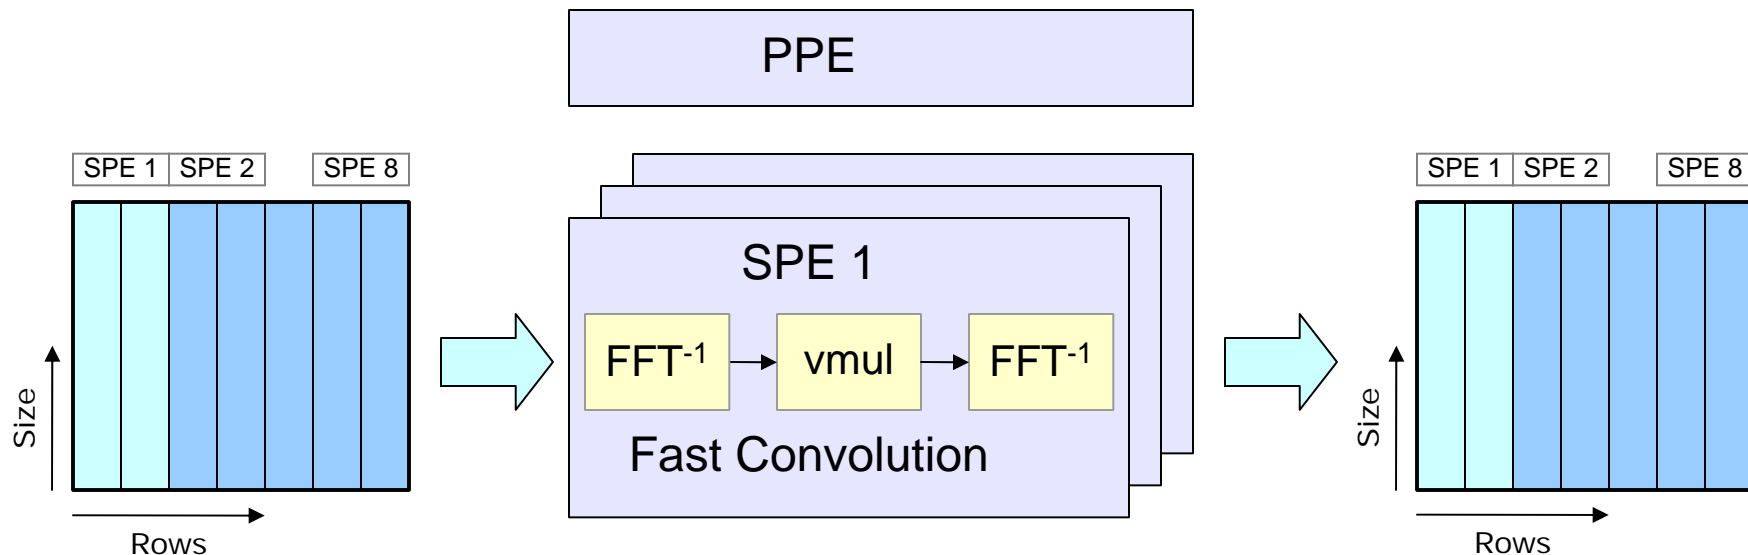 PPE
SPE 1 SPE 2 SPE 8
Size
Rows
SPE 1
FFT⁻¹ vmul FFT⁻¹
Fast Convolution
SPE 1 SPE 2 SPE 8
Size
Rows